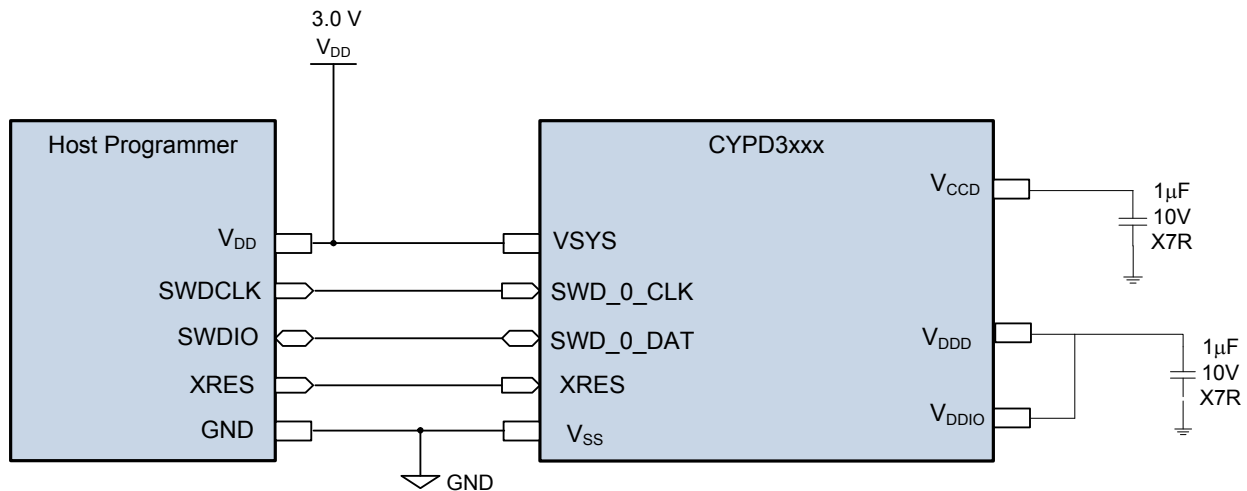 3.0 V
VDD
Host Programmer
VDD
SWDCLK
SWDIO
XRES
GND
GND
CYPD3xxx
VSYS
SWD_0_CLK
SWD_0_DAT
XRES
VSS
VCCD
VDDD
VDDIO
1µF
10V
X7R
1µF
10V
X7R